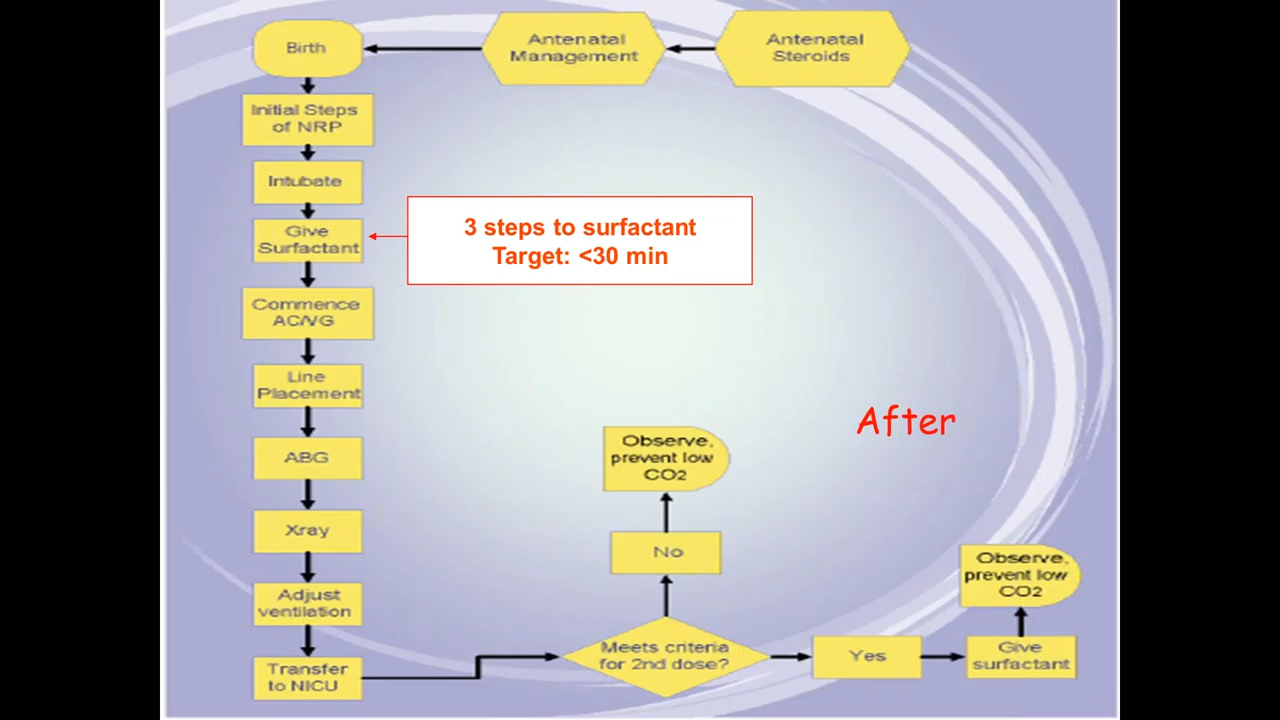 Antenatal
Steroids
Antenatal
Management
Birth
Initial Steps
of NRP
Intubate
Give
Surfactant
3 steps to surfactant
Target: <30 min
Commence
AC/VG
Line
Placement
ABG
Xray
Adjust
ventilation
Transfer
to NICU
Meets criteria
for 2nd dose?
No
Observe,
prevent low
CO2
Yes
Give
surfactant
Observe,
prevent low
CO2
After